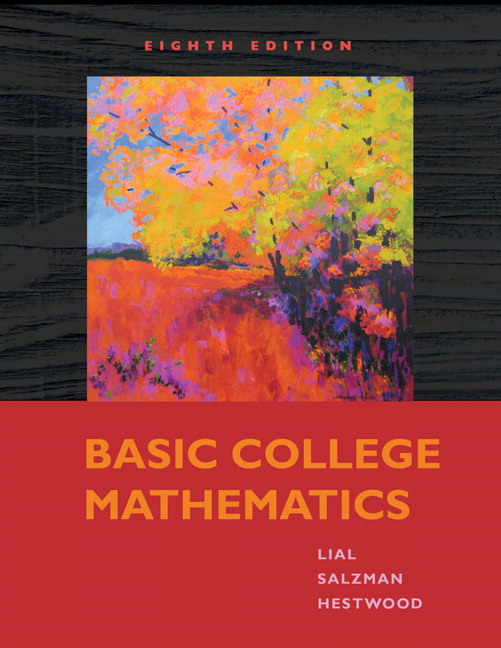 EIGHTH EDITION
BASIC COLLEGE
MATHEMATICS
LIAL
SALZMAN
HESTWOOD